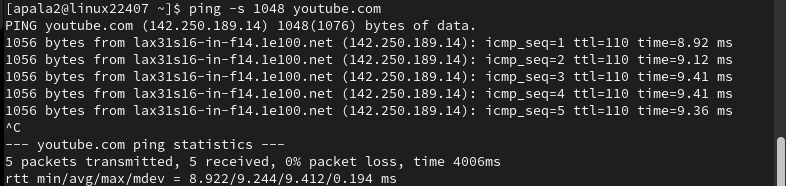 [apala2@linux22407 ~]$ ping -s 1048 youtube.com
PING youtube.com (142.250.189.14) 1048(1076) bytes of data.
1056 bytes from lax31s16-in-f14.1e100.net (142.250.189.14): icmp_seq=1 ttl=110 time=8.92 ms
1056 bytes from lax31s16-in-f14.1e100.net (142.250.189.14): icmp_seq=2 ttl=110 time=9.12 ms
1056 bytes from lax31s16-in-f14.1e100.net (142.250.189.14): icmp_seq=3 ttl=110 time=9.41 ms
1056 bytes from lax31s16-in-f14.1e100.net (142.250.189.14): icmp_seq=4 ttl=110 time=9.41 ms
1056 bytes from lax31s16-in-f14.1e100.net (142.250.189.14): icmp_seq=5 ttl=110 time=9.36 ms
^C
--- youtube.com ping statistics ---
5 packets transmitted, 5 received, 0% packet loss, time 4006ms
rtt min/avg/max/mdev = 8.922/9.244/9.412/0.194 ms